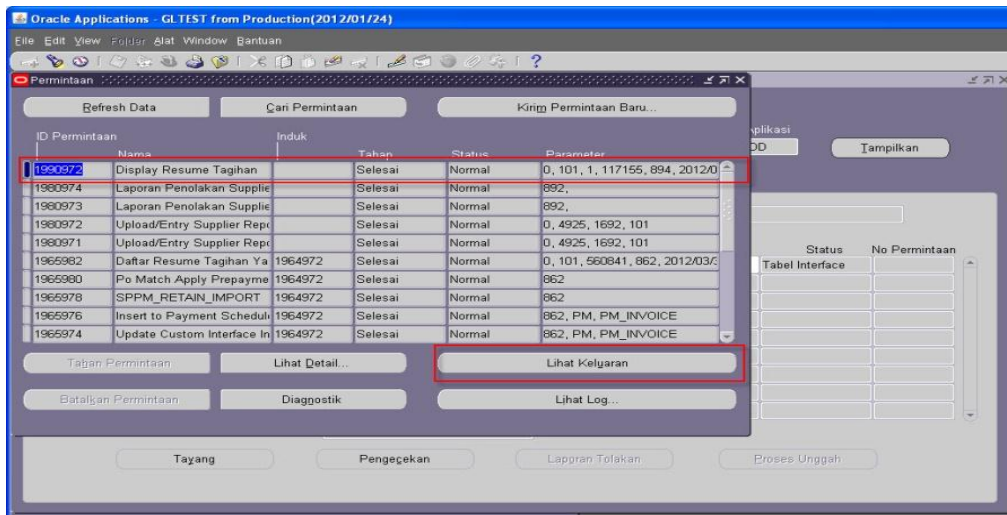 Oracle Applications - GLTEST from Production(2012/01/24)
File Edit View Folder Alat Window Bantuan
Permintaan
Refresh Data Cari Permintaan Kirim Permintaan Baru...
ID Permintaan Induk
Nama Tahap Status Parameter
1990972 Display Resume Tagihan Selesai Normal 0, 101, 1, 117155, 894, 2012/0
1980974 Laporan Penolakan Supplie Selesai Normal 892,
1980973 Laporan Penolakan Supplie Selesai Normal 892,
1980972 Upload/Entry Supplier Repo Selesai Normal 0, 4925, 1692, 101
1980971 Upload/Entry Supplier Repo Selesai Normal 0, 4925, 1692, 101
1965982 Daftar Resume Tagihan Ya 1964972 Selesai Normal 0, 101, 560841, 862, 2012/03/3
1965980 Po Match Apply Prepayme 1964972 Selesai Normal 862
1965978 SPPM_RETAIN_IMPORT 1964972 Selesai Normal 862
1965976 Insert to Payment Schedul 1964972 Selesai Normal 862, PM, PM_INVOICE
1965974 Update Custom Interface In 1964972 Selesai Normal 862, PM, PM_INVOICE
Tahan Permintaan Lihat Detail... Lihat Keluaran
Batalkan Permintaan Diagnostik Lihat Log...
plikasi
OD Tampilkan
Status No Permintaan
Tabel Interface
Tayang Pengecekan Laporan Tolakan Proses Unggah